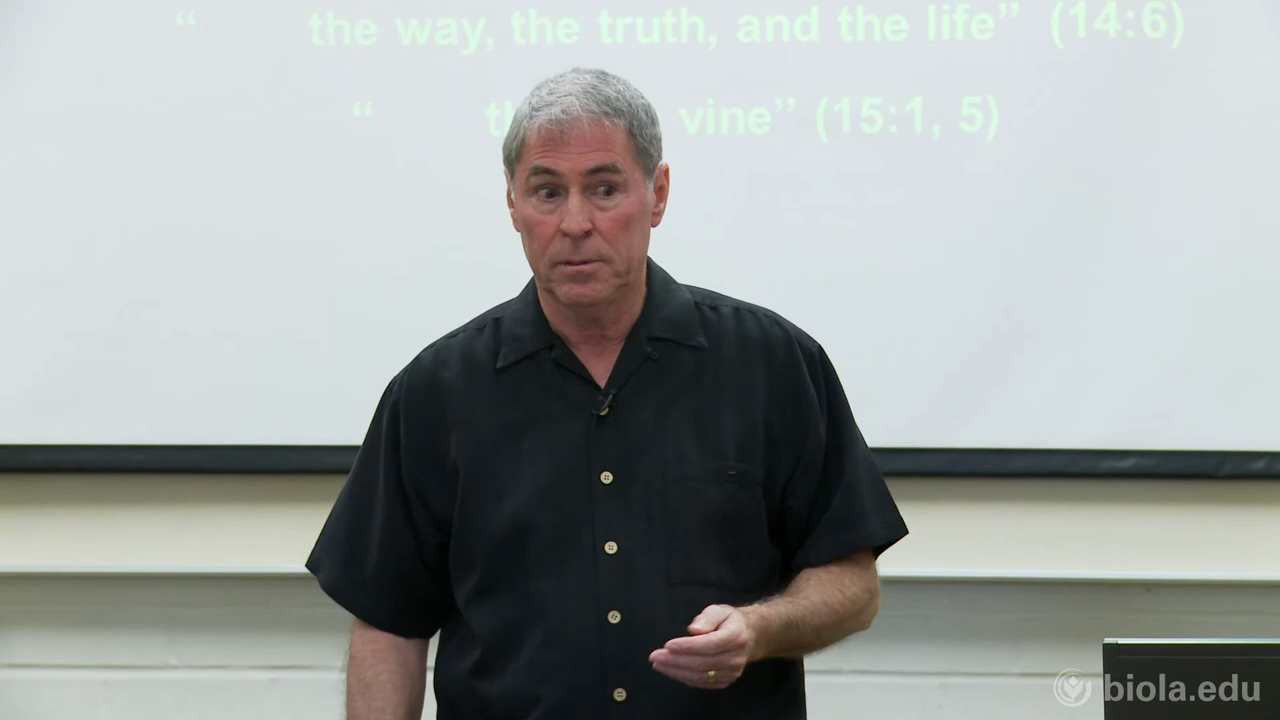 “ the way, the truth, and the life” (14:6)
“ vine” (15:1, 5)
biola.edu